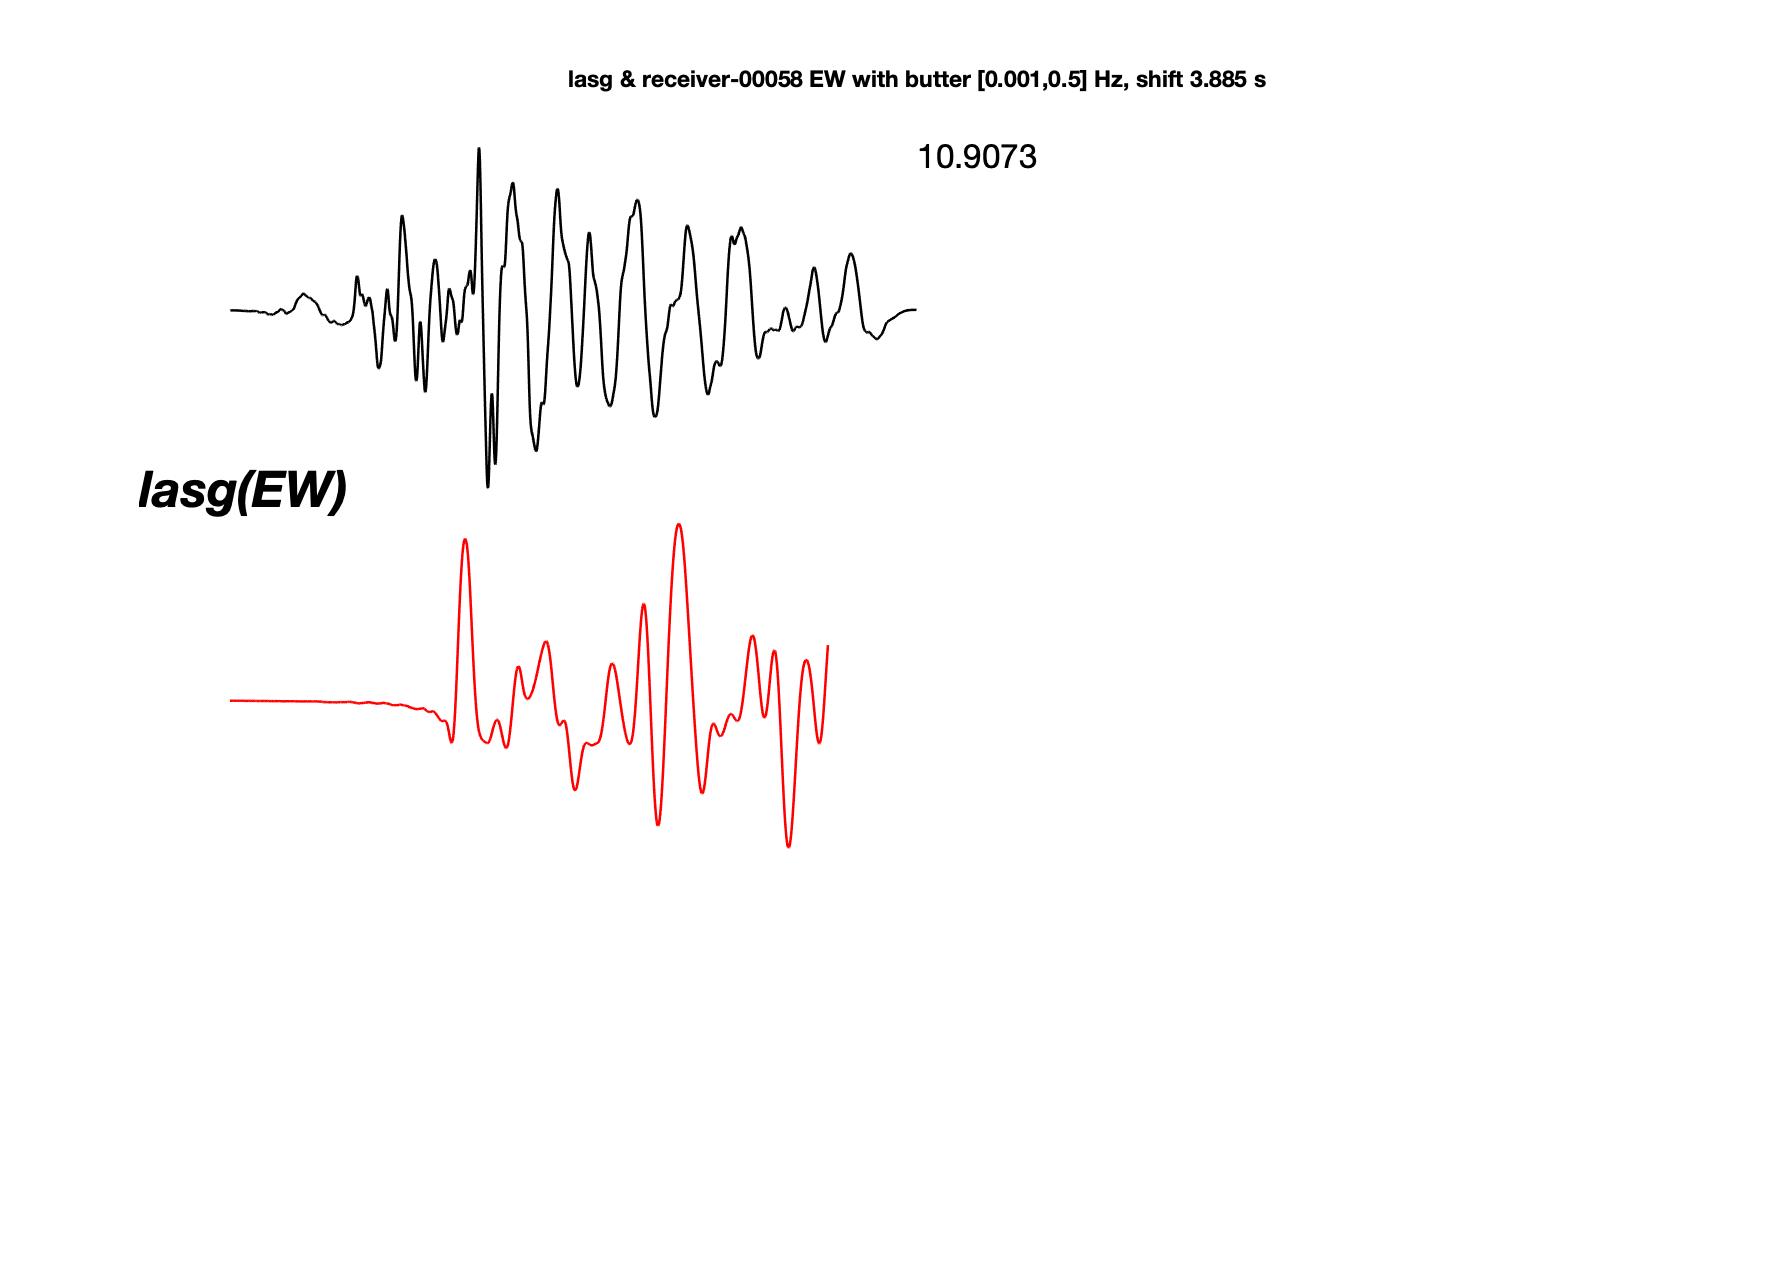 lasg & receiver-00058 EW with butter [0.001,0.5] Hz, shift 3.885 s
10.9073
lasg(EW)